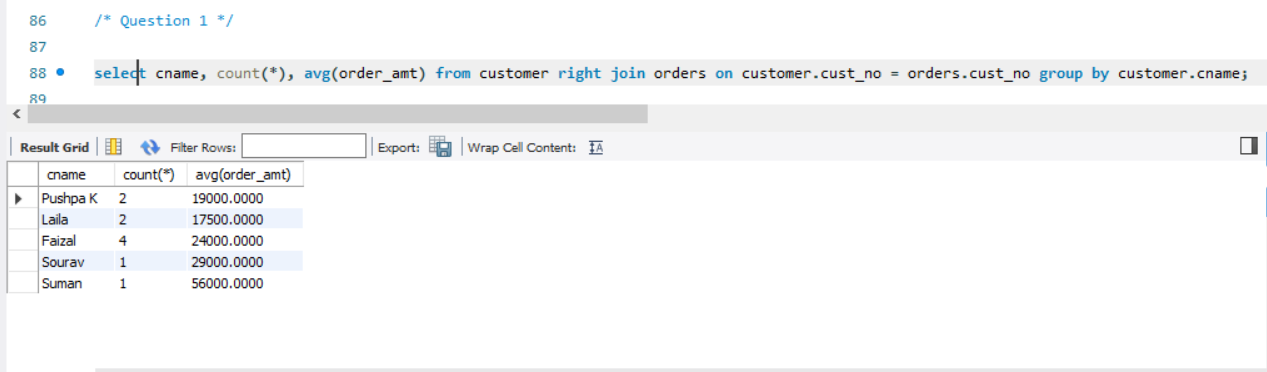 86 /* Question 1 */
87
88 select cname, count(*), avg(order_amt) from customer right join orders on customer.cust_no = orders.cust_no group by customer.cname;
89
Result Grid Filter Rows: Export: Wrap Cell Content: IA
cname count(*) avg(order_amt)
Pushpa K 2 19000.0000
Laila 2 17500.0000
Faizal 4 24000.0000
Sourav 1 29000.0000
Suman 1 56000.0000